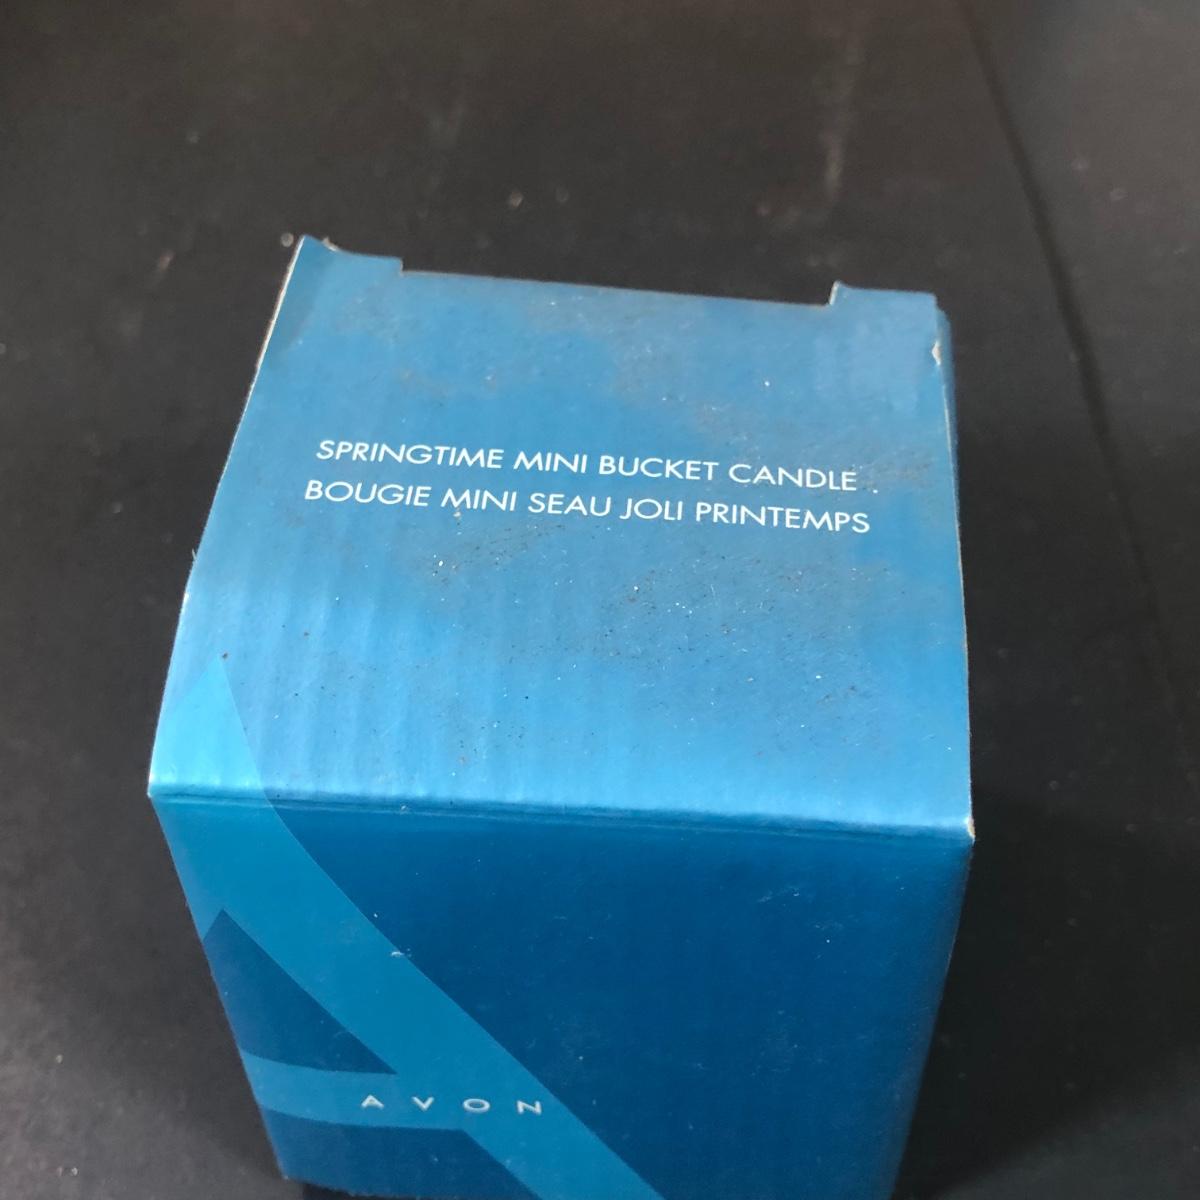 SPRINGTIME MINI BUCKET CANDLE .
BOUGIE MINI SEAU JOLI PRINTEMPS
AVON